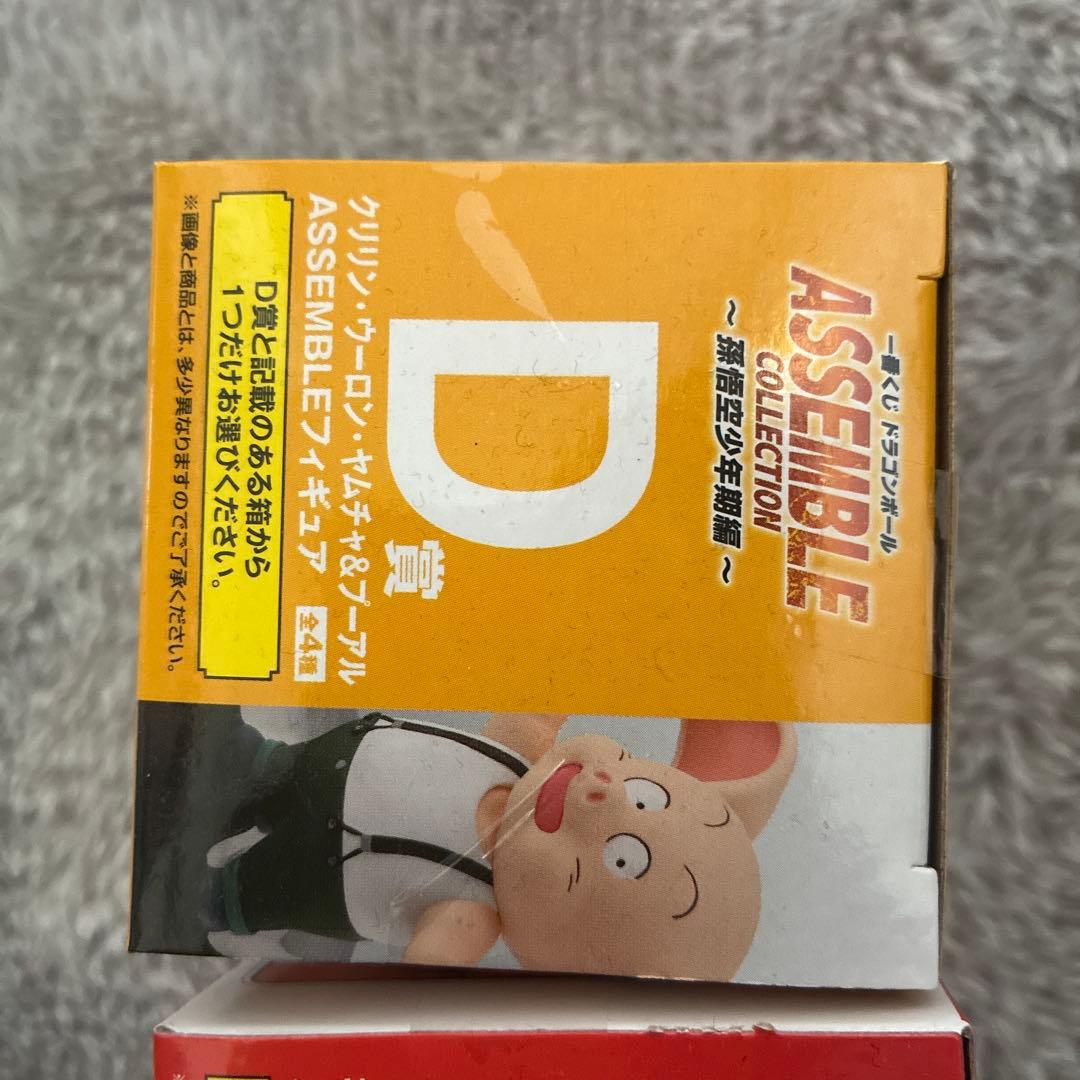 一番くじ ドラゴンボール
ASSEMBLE
COLLECTION
～ 孫悟空少年期編 ～
D
賞
クリリン・ウーロン・ヤムチャ&プーアル
ASSEMBLEフィギュア 全4種
D賞と記載のある箱から
1つだけお選びください。
※画像と商品とは、多少異なりますのでご了承ください。